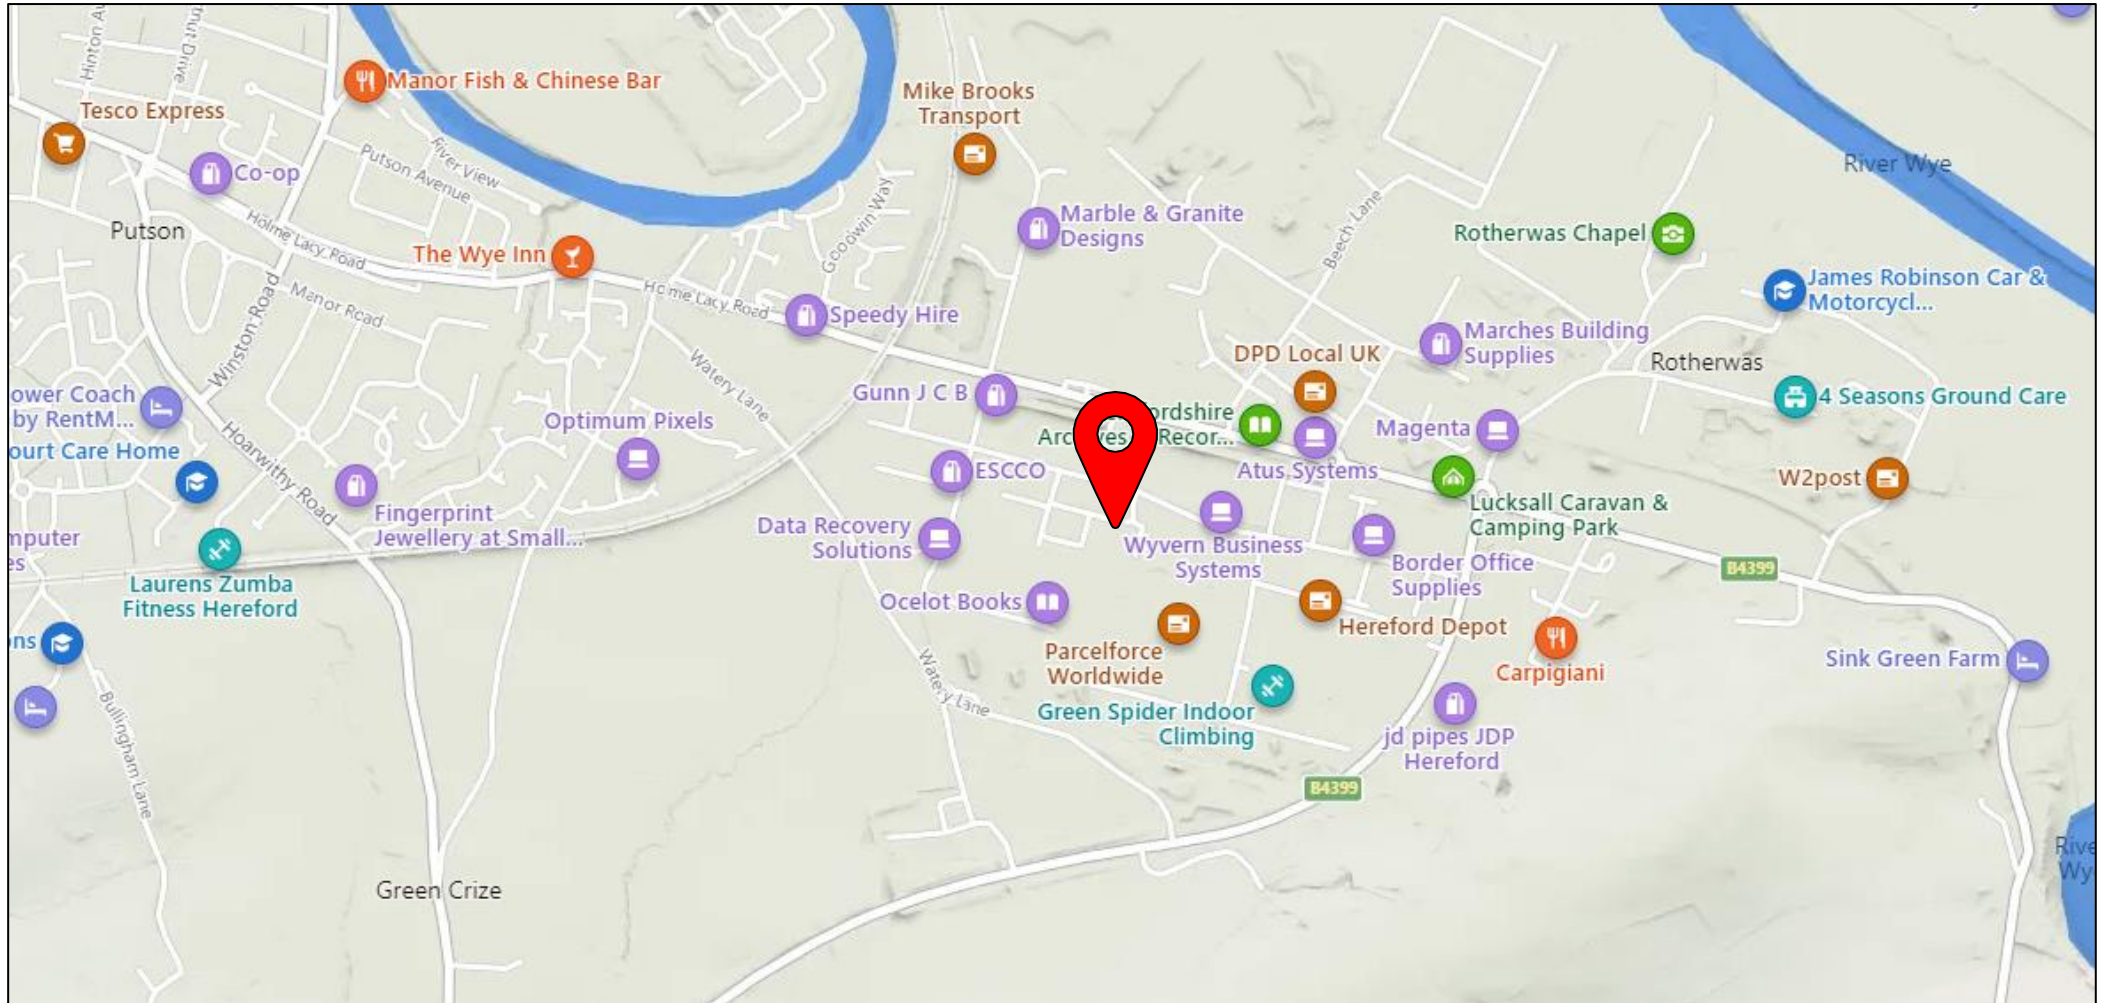 Hinton Av
tnut Drive
Manor Fish & Chinese Bar
Tesco Express
Mike Brooks
Transport
River View
Putson Avenue
Co-op
River Wye
Putson
Holme Lacy Road
Goodwin Way
Marble & Granite
Designs
Beech Lane
Rotherwas Chapel
The Wye Inn
James Robinson Car &
Motorcycl...
Manor Road
Winston Road
Holme Lacy Road
Speedy Hire
Marches Building
Supplies
DPD Local UK
Rotherwas
Watery Lane
Gunn J C B
ower Coach
by RentM...
4 Seasons Ground Care
Optimum Pixels
ordshire
Recor...
Magenta
Hoarwithy Road
ourt Care Home
ESCCO
Atus Systems
W2post
Lucksall Caravan &
Camping Park
Fingerprint
Jewellery at Small...
Data Recovery
Solutions
Wyvern Business
Systems
mputer
es
Border Office
Supplies
B4399
Laurens Zumba
Fitness Hereford
Ocelot Books
Hereford Depot
ons
Parcelforce
Worldwide
Carpigiani
Sink Green Farm
Watery Lane
Green Spider Indoor
Climbing
Bullingham Lane
jd pipes JDP
Hereford
B4399
Green Crize
Rive
Wy